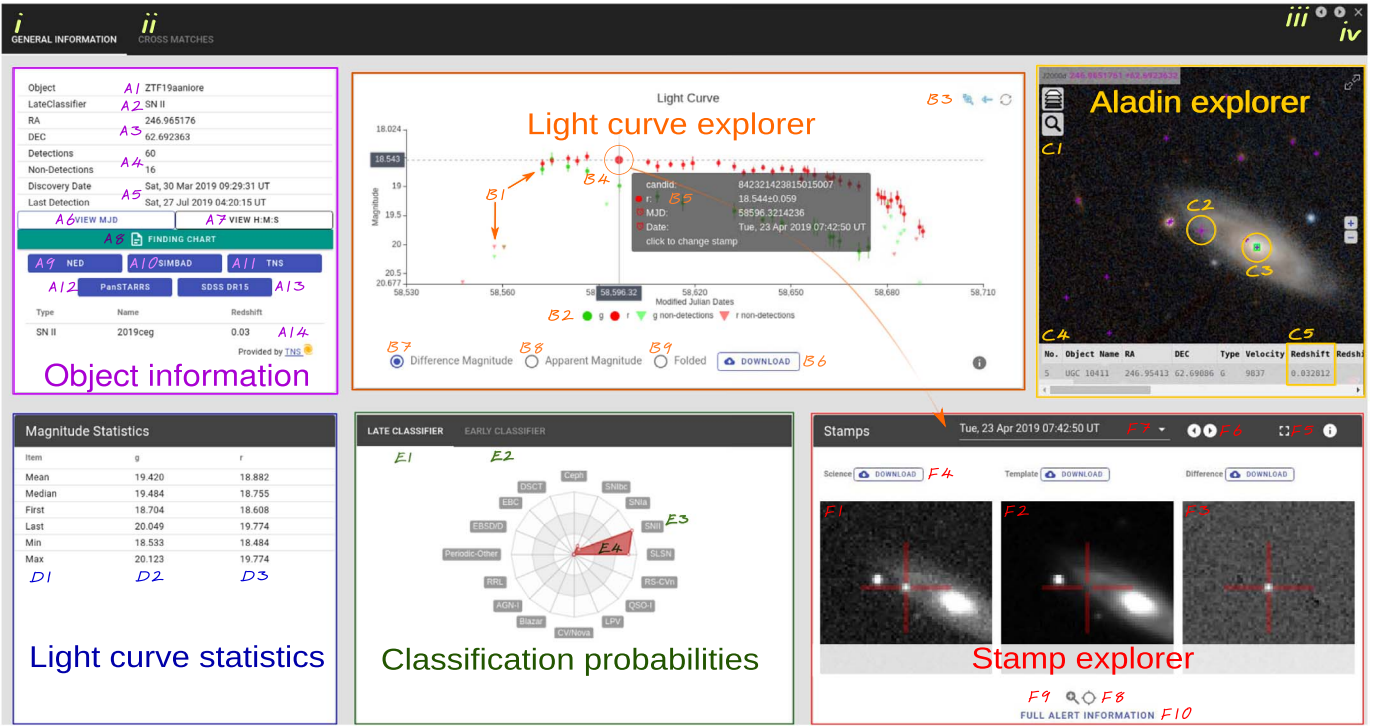 i ii iii iv
GENERAL INFORMATION CROSS MATCHES
Object A1 ZTF19aanlore
LateClassifier A2 SN II
RA 246.965176
A3
DEC 62.692363
Detections 60
A4
Non-Detections 16
Discovery Date Sat, 30 Mar 2019 09:29:31 UT
A5
Last Detection Sat, 27 Jul 2019 04:20:15 UT
A6 VIEW MJD A7 VIEW H:M:S
A8 FINDING CHART
A9 NED A10 SIMBAD A11 TNS
A12 PanSTARRS SDSS DR15 A13
Type Name Redshift
SN II 2019ceg 0.03 A14
Provided by TNS
Object information
Light Curve
B3
Light curve explorer
18.024
18.543
19
19.5
20
20.5
20.677
Magnitude
B1
B4
candid: 842321423815015007
r: B5 18.544±0.059
MJD: 58596.3214236
Date: Tue, 23 Apr 2019 07:42:50 UT
click to change stamp
58,530 58,560 58,596.32 58,620 58,650 58,680 58,710
Modified Julian Dates
B2 g r g non-detections r non-detections
B7 B8 B9
Difference Magnitude Apparent Magnitude Folded DOWNLOAD B6
J2000d 246.9651761 +62.6923632
Aladin explorer
C1
C2
C3
C4 C5
No. Object Name RA DEC Type Velocity Redshift Redshi
5 UGC 10411 246.95413 62.69886 G 9837 0.032812
Magnitude Statistics
Item g r
Mean 19.420 18.882
Median 19.484 18.755
First 18.704 18.608
Last 20.049 19.774
Min 18.533 18.484
Max 20.123 19.774
D1 D2 D3
Light curve statistics
LATE CLASSIFIER EARLY CLASSIFIER
E1 E2
Ceph
DSCT SNIbc
EBC SNIa
EBSD/D SNII E3
Periodic-Other E4 SLSN
RRL RS-CVn
AGN-I QSO-I
Blazar LPV
CV/Nova
Classification probabilities
Stamps Tue, 23 Apr 2019 07:42:50 UT F7 F6 F5
Science DOWNLOAD F4 Template DOWNLOAD Difference DOWNLOAD
F1 F2 F3
Stamp explorer
F9 F8
FULL ALERT INFORMATION F10